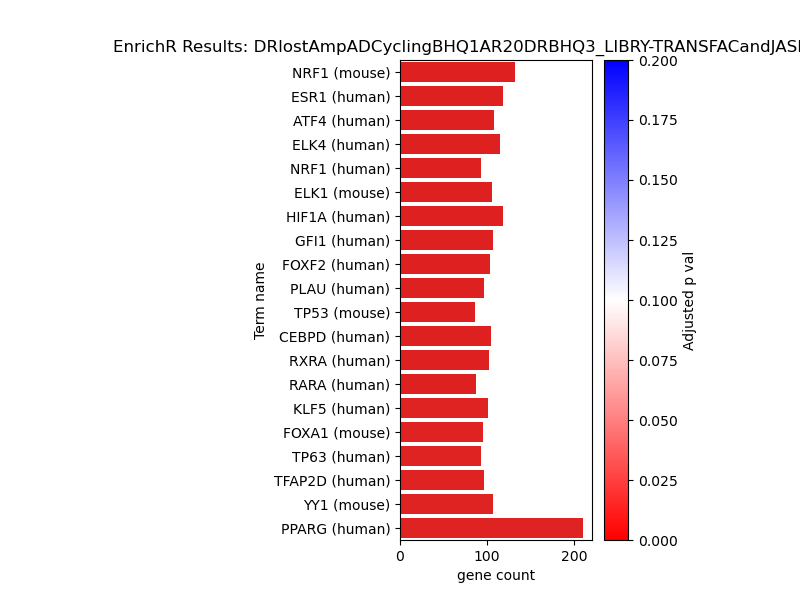 EnrichR Results: DRlostAmpADCyclingBHQ1AR20DRBHQ3_LIBRY-TRANSFACandJASI
NRF1 (mouse)
ESR1 (human)
ATF4 (human)
ELK4 (human)
NRF1 (human)
ELK1 (mouse)
HIF1A (human)
GFI1 (human)
FOXF2 (human)
PLAU (human)
TP53 (mouse)
CEBPD (human)
RXRA (human)
RARA (human)
KLF5 (human)
FOXA1 (mouse)
TP63 (human)
TFAP2D (human)
YY1 (mouse)
PPARG (human)
Term name
0 100 200
gene count
0.200
0.175
0.150
0.125
0.100
0.075
0.050
0.025
0.000
Adjusted p val